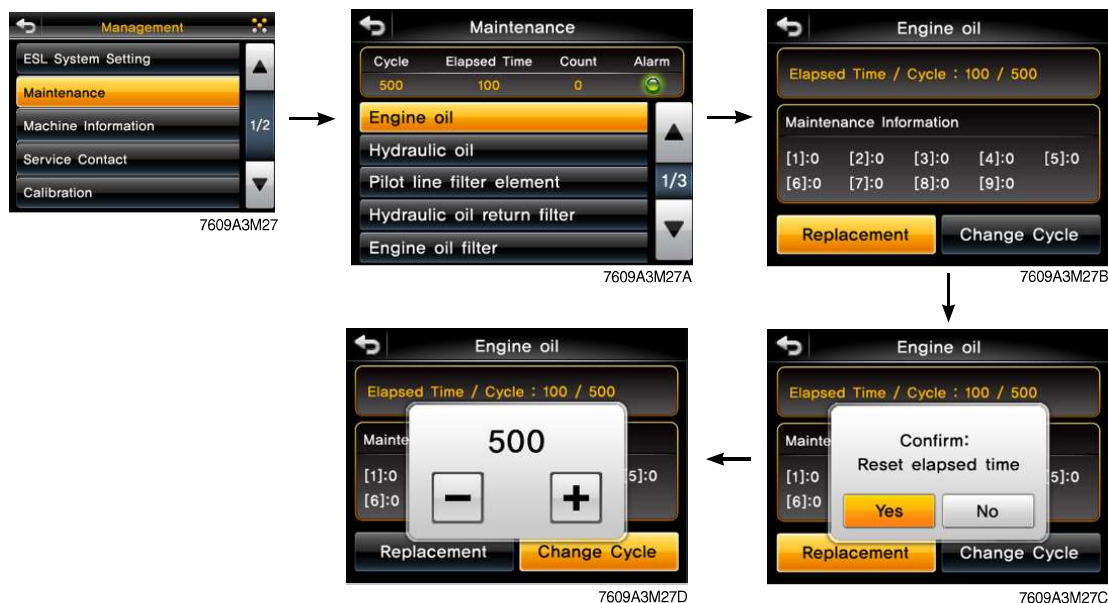 Management
ESL System Setting
Maintenance
Machine Information
Service Contact
Calibration
1/2
7609A3M27
Maintenance
Cycle Elapsed Time Count Alarm
500 100 0
Engine oil
Hydraulic oil
Pilot line filter element
Hydraulic oil return filter
Engine oil filter
1/3
7609A3M27A
Engine oil
Elapsed Time / Cycle : 100 / 500
Maintenance Information
[1]:0 [2]:0 [3]:0 [4]:0 [5]:0
[6]:0 [7]:0 [8]:0 [9]:0
Replacement Change Cycle
7609A3M27B
Engine oil
Elapsed Time / Cycle : 100 / 500
Mainte
500
[1]:0 5]:0
[6]:0
− +
Replacement Change Cycle
7609A3M27D
Engine oil
Elapsed Time / Cycle : 100 / 500
Mainte
Confirm:
Reset elapsed time
[1]:0 5]:0
[6]:0
Yes No
Replacement Change Cycle
7609A3M27C